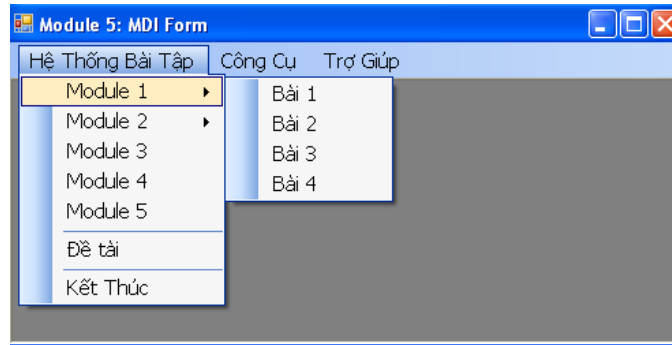 Module 5: MDI Form
Hệ Thống Bài Tập Công Cụ Trợ Giúp
Module 1 Bài 1
Module 2 Bài 2
Module 3 Bài 3
Module 4 Bài 4
Module 5
Đề tài
Kết Thúc